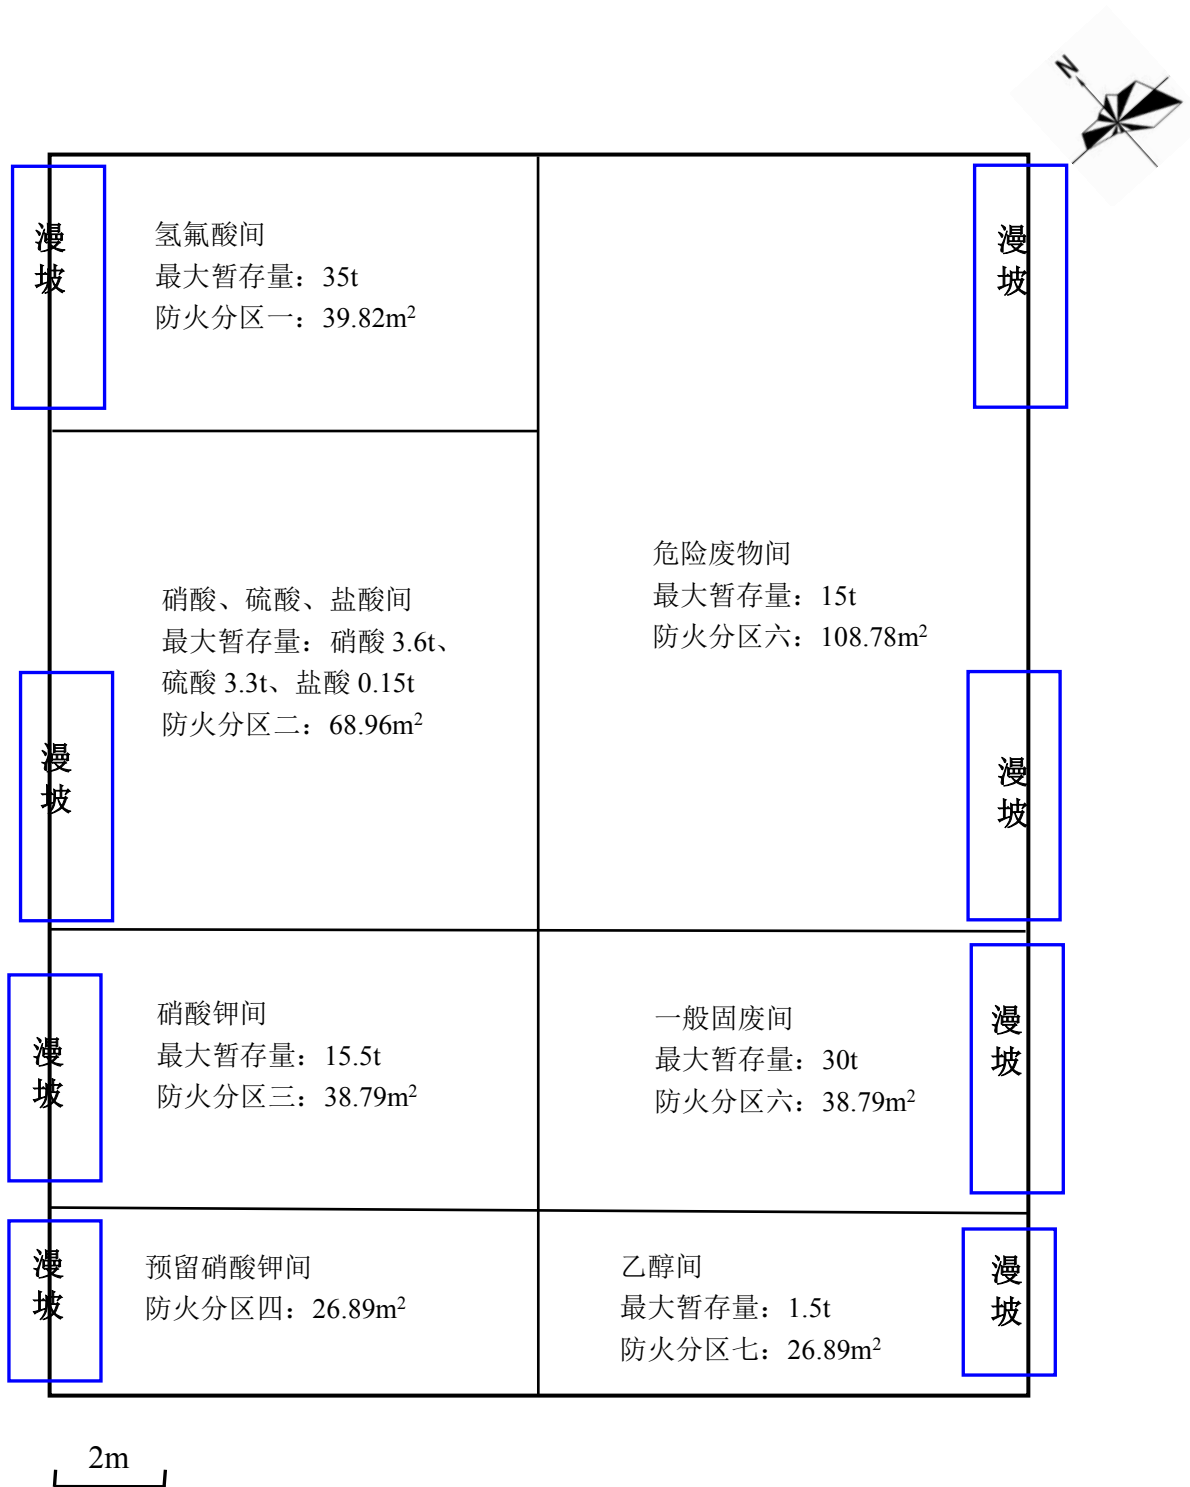 N
漫
坡
氢氟酸间
最大暂存量：35t
防火分区一：39.82m²
漫
坡
硝酸、硫酸、盐酸间
最大暂存量：硝酸 3.6t、
硫酸 3.3t、盐酸 0.15t
防火分区二：68.96m²
危险废物间
最大暂存量：15t
防火分区六：108.78m²
漫
坡
漫
坡
硝酸钾间
最大暂存量：15.5t
防火分区三：38.79m²
一般固废间
最大暂存量：30t
防火分区六：38.79m²
漫
坡
漫
坡
预留硝酸钾间
防火分区四：26.89m²
乙醇间
最大暂存量：1.5t
防火分区七：26.89m²
漫
坡
漫
坡
2m